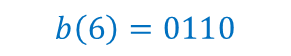 b(6) = 0110